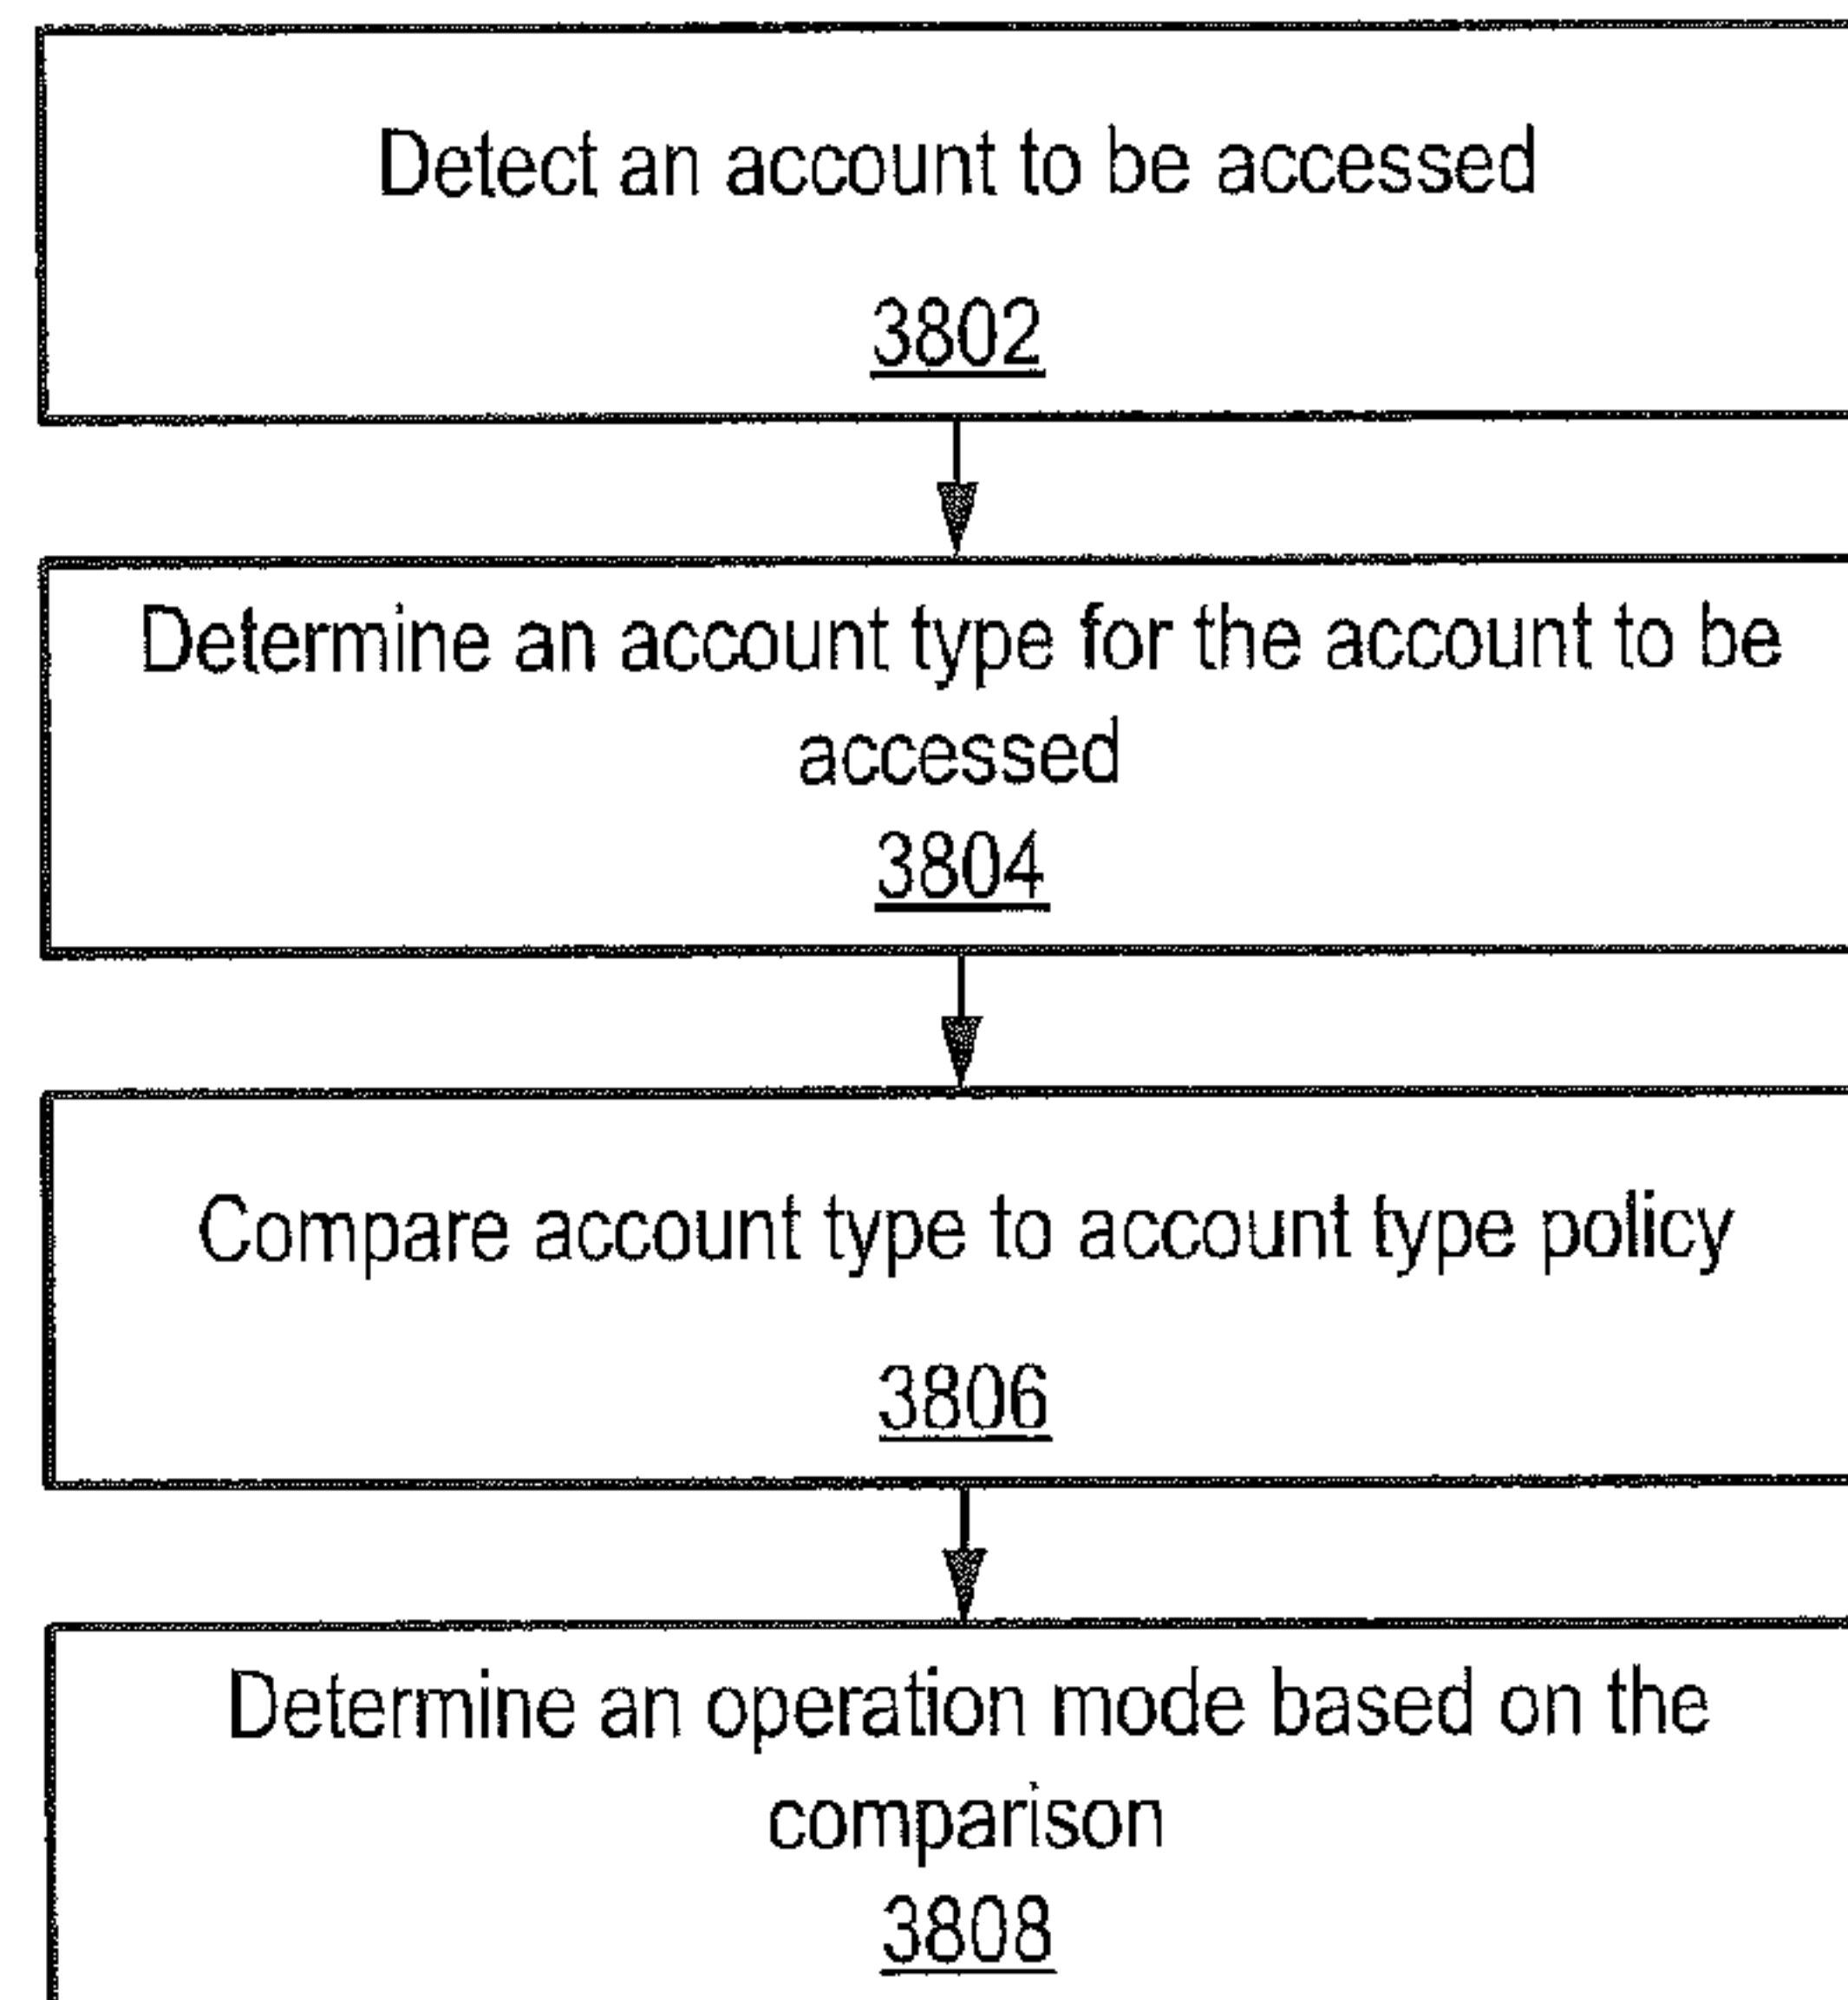 Detect an account to be accessed
3802
Determine an account type for the account to be
accessed
3804
Compare account type to account type policy
3806
Determine an operation mode based on the
comparison
3808